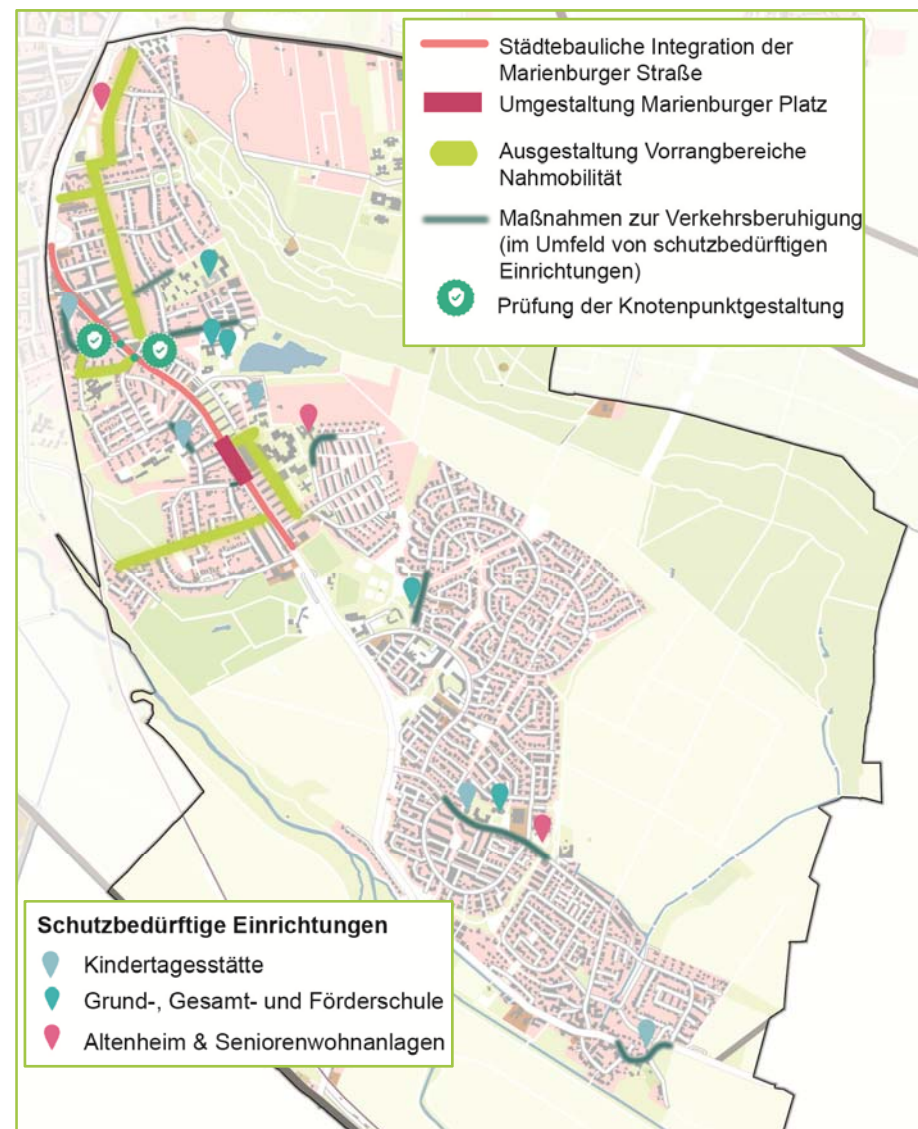 Städtebauliche Integration der
Marienburger Straße
Umgestaltung Marienburger Platz
Ausgestaltung Vorrangbereiche
Nahmobilität
Maßnahmen zur Verkehrsberuhigung
(im Umfeld von schutzbedürftigen
Einrichtungen)
Prüfung der Knotenpunktgestaltung
Schutzbedürftige Einrichtungen
Kindertagesstätte
Grund-, Gesamt- und Förderschule
Altenheim & Seniorenwohnanlagen